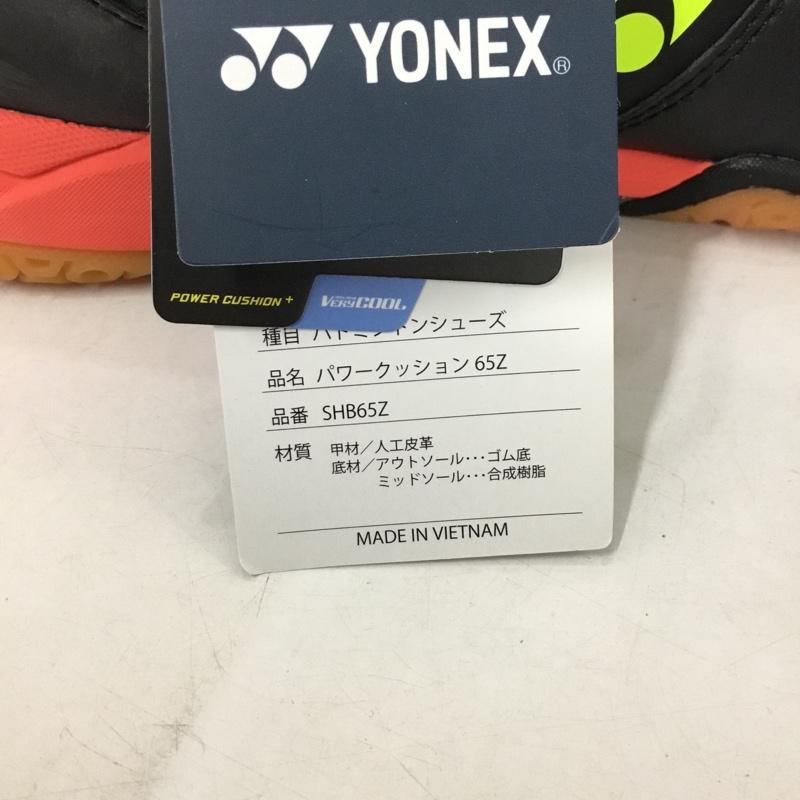 YONEX®
POWER CUSHION +
VERYCOOL
種目 バドミントンシューズ
品名 パワークッション 65Z
品番 SHB65Z
材質 甲材／人工皮革
底材／アウトソール･･･ゴム底
ミッドソール･･･合成樹脂
MADE IN VIETNAM